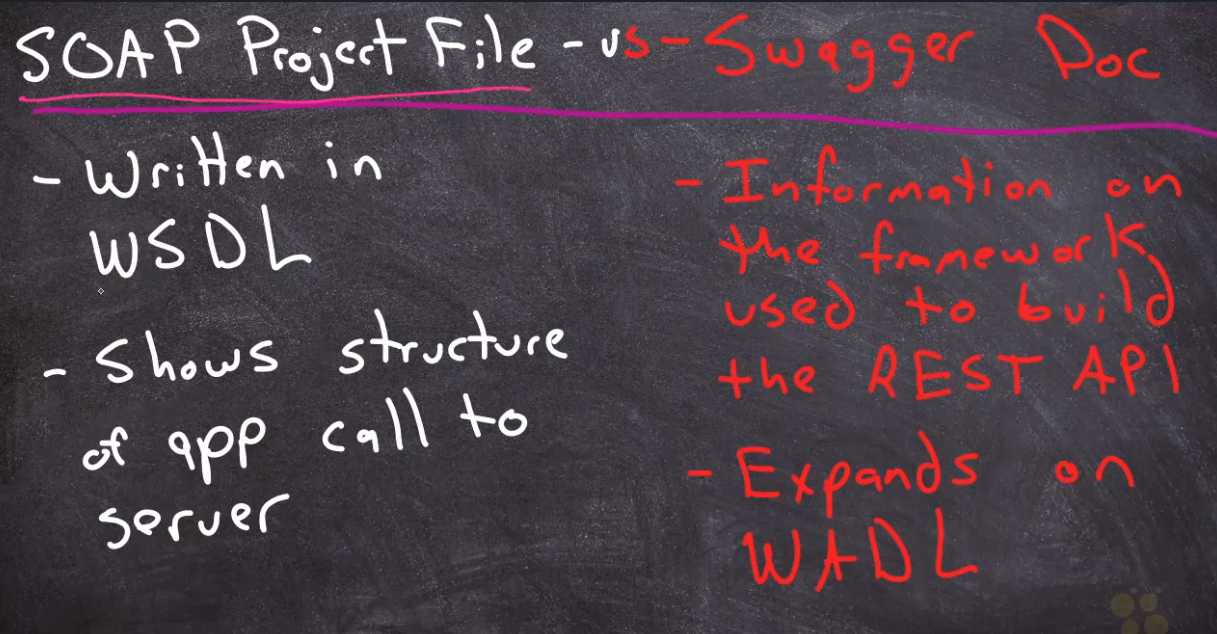 SOAP Project File - vs - Swagger Doc
- Written in
WSDL
- Shows structure
of app call to
server
- Information on
the framework
used to build
the REST API
- Expands on
WADL